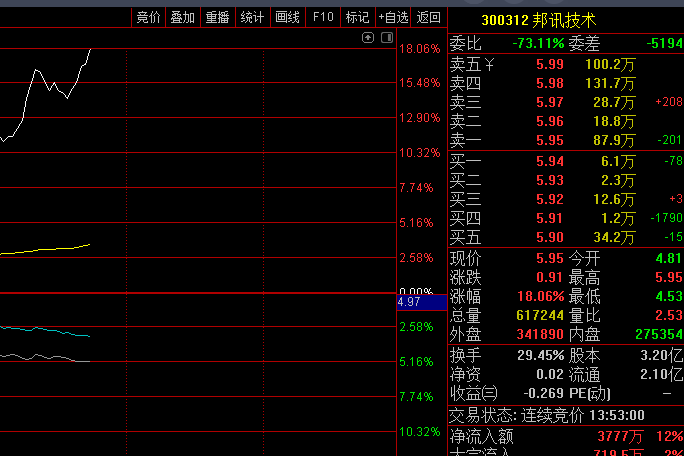 竞价 叠加 重播 统计 画线 F10 标记 +自选 返回
18.06%
15.48%
12.90%
10.32%
7.74%
5.16%
2.58%
0.00%
4.97
2.58%
5.16%
7.74%
10.32%
300312 邦讯技术
委比 -73.11% 委差 -5194
卖五¥ 5.99 100.2万
卖四 5.98 131.7万
卖三 5.97 28.7万 +208
卖二 5.96 18.8万
卖一 5.95 87.9万 -201
买一 5.94 6.1万 -78
买二 5.93 2.3万
买三 5.92 12.6万 +3
买四 5.91 1.2万 -1790
买五 5.90 34.2万 -15
现价 5.95 今开 4.81
涨跌 0.91 最高 5.95
涨幅 18.06% 最低 4.53
总量 617244 量比 2.53
外盘 341890 内盘 275354
换手 29.45% 股本 3.20亿
净资 0.02 流通 2.10亿
收益㈢ -0.269 PE(动) —
交易状态: 连续竞价 13:53:00
净流入额 3777万 12%
大宗流入 719.5万 2%